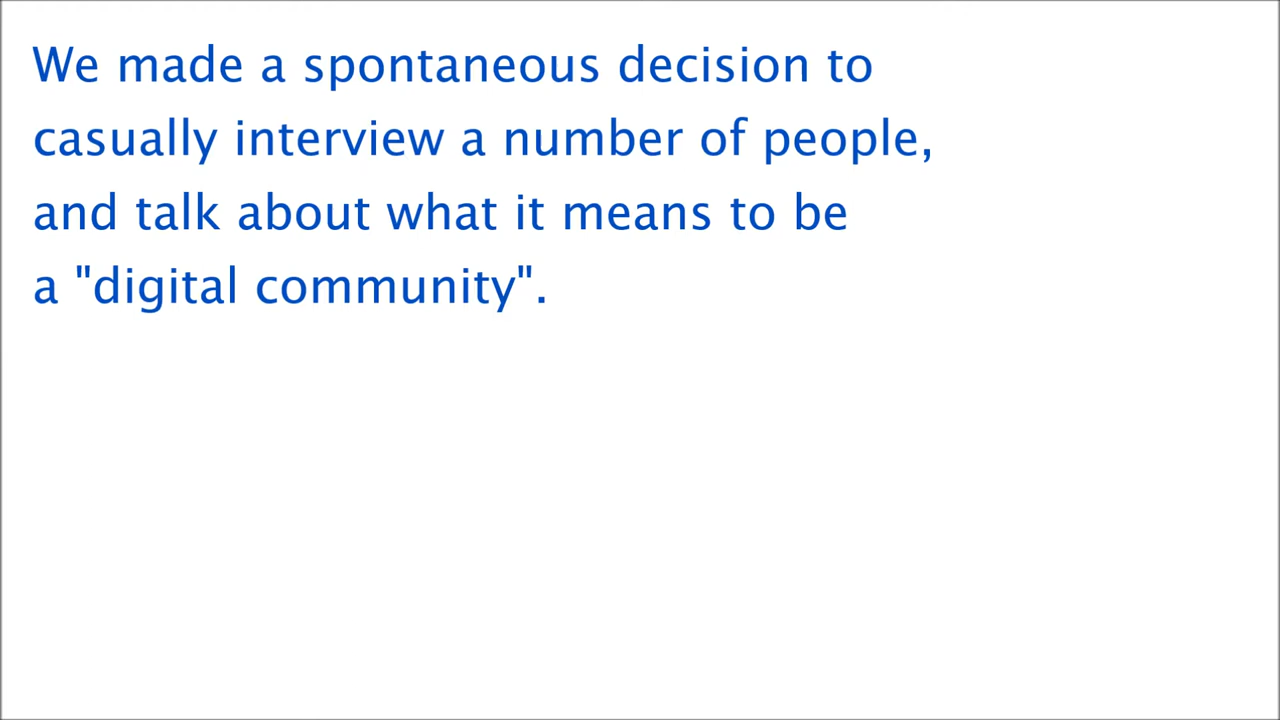 We made a spontaneous decision to
casually interview a number of people,
and talk about what it means to be
a "digital community".